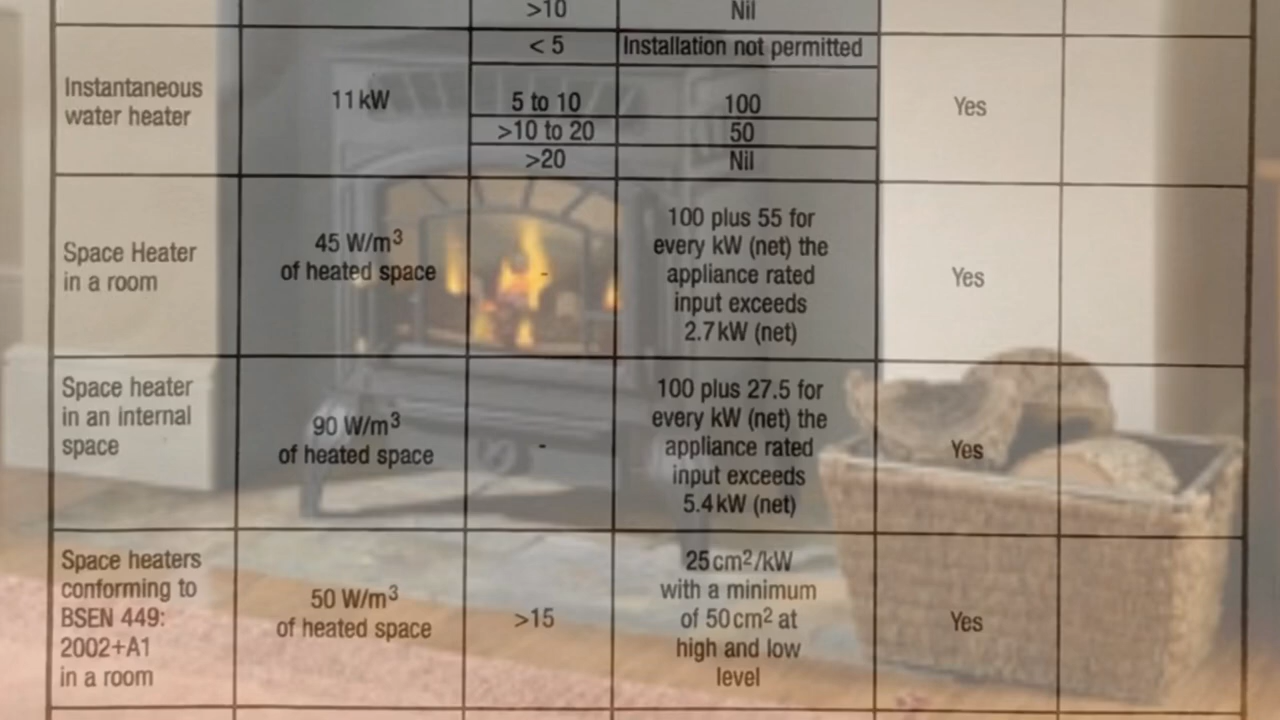 >10
Nil
Instantaneous
water heater
11 kW
< 5
Installation not permitted
5 to 10
100
>10 to 20
50
>20
Nil
Yes
Space Heater
in a room
45 W/m³
of heated space
-
100 plus 55 for
every kW (net) the
appliance rated
input exceeds
2.7 kW (net)
Yes
Space heater
in an internal
space
90 W/m³
of heated space
-
100 plus 27.5 for
every kW (net) the
appliance rated
input exceeds
5.4 kW (net)
Yes
Space heaters
conforming to
BSEN 449:
2002+A1
in a room
50 W/m³
of heated space
>15
25 cm²/kW
with a minimum
of 50 cm² at
high and low
level
Yes